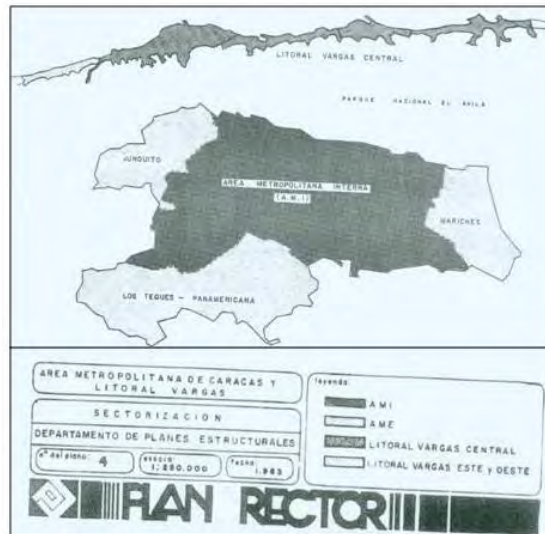 LITORAL VARGAS CENTRAL
PARQUE NACIONAL EL AVILA
JUNQUITO
AREA METROPOLITANA INTERNA
(A.M.I)
MARICHES
LOS TEQUES - PANAMERICANA
AREA METROPOLITANA DE CARACAS Y
LITORAL VARGAS
SECTORIZACION
DEPARTAMENTO DE PLANES ESTRUCTURALES
nº del plano: 4
escala: 1:250.000
fecha: 1.983
leyenda:
AMI
AME
LITORAL VARGAS CENTRAL
LITORAL VARGAS ESTE y OESTE
PLAN RECTOR